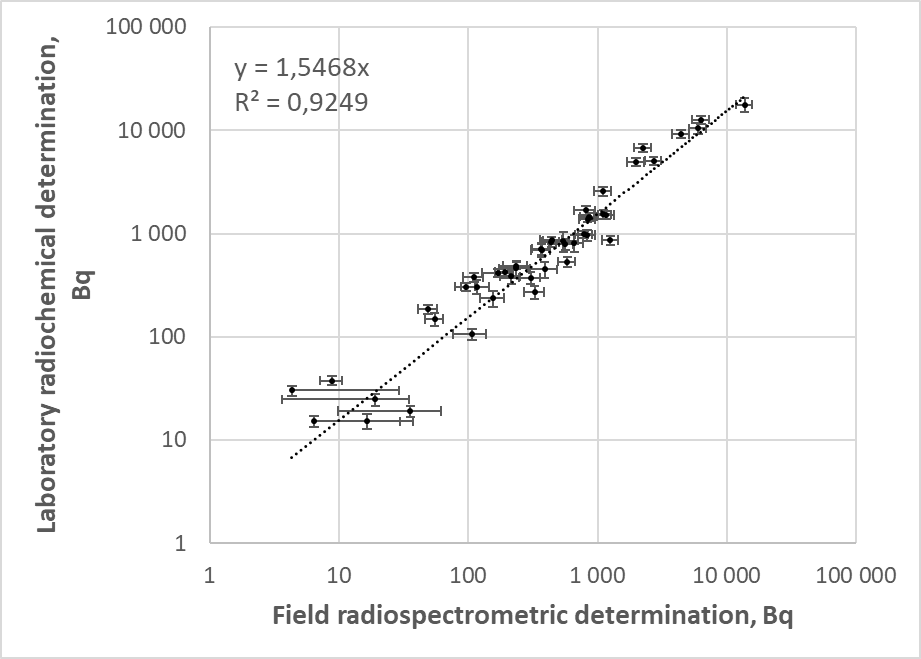 Laboratory radiochemical determination,
Bq
100 000
10 000
1 000
100
10
1
y = 1,5468x
R² = 0,9249
1 10 100 1 000 10 000 100 000
Field radiospectrometric determination, Bq